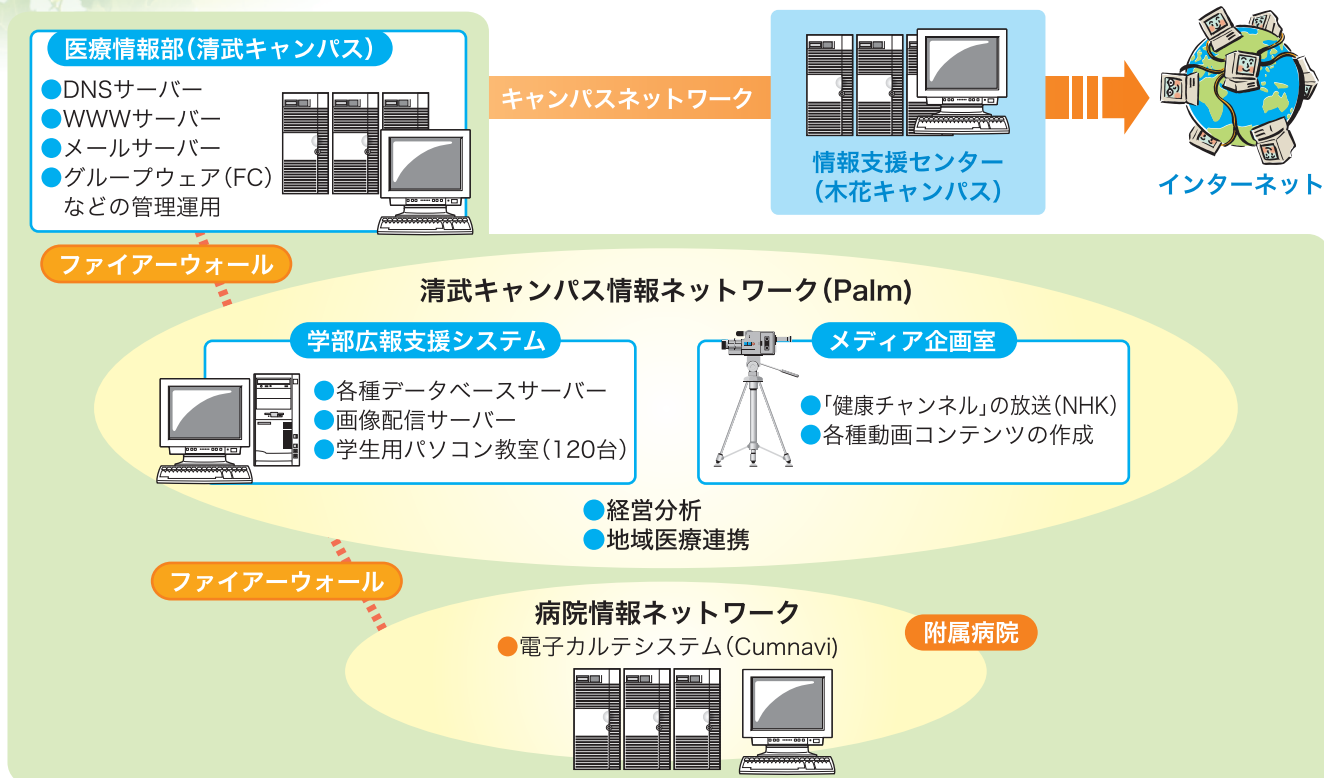 医療情報部(清武キャンパス)
●DNSサーバー
●WWWサーバー
●メールサーバー
●グループウェア(FC)
などの管理運用
キャンパスネットワーク
情報支援センター
(木花キャンパス)
インターネット
ファイアーウォール
清武キャンパス情報ネットワーク(Palm)
学部広報支援システム
●各種データベースサーバー
●画像配信サーバー
●学生用パソコン教室(120台)
メディア企画室
●「健康チャンネル」の放送(NHK)
●各種動画コンテンツの作成
●経営分析
●地域医療連携
ファイアーウォール
病院情報ネットワーク
●電子カルテシステム(Cumnavi)
附属病院